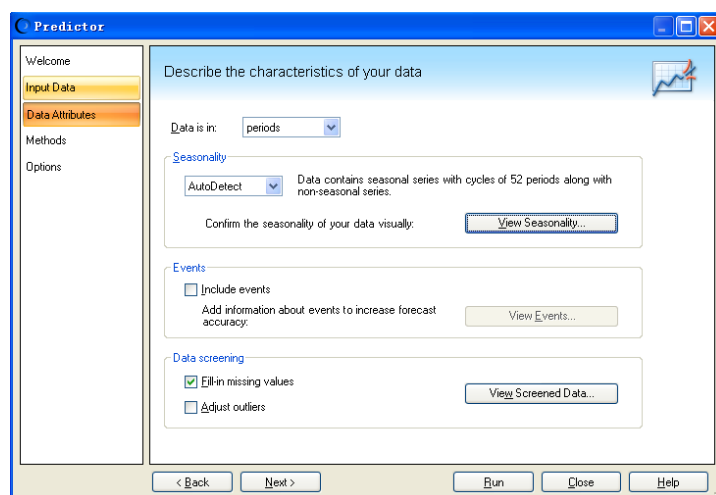 Predictor
Welcome
Input Data
Data Attributes
Methods
Options
Describe the characteristics of your data
Data is in: periods
Seasonality
AutoDetect Data contains seasonal series with cycles of 52 periods along with
non-seasonal series.
Confirm the seasonality of your data visually: View Seasonality...
Events
Include events
Add information about events to increase forecast
accuracy: View Events...
Data screening
Fill-in missing values
View Screened Data...
Adjust outliers
< Back Next > Run Close Help